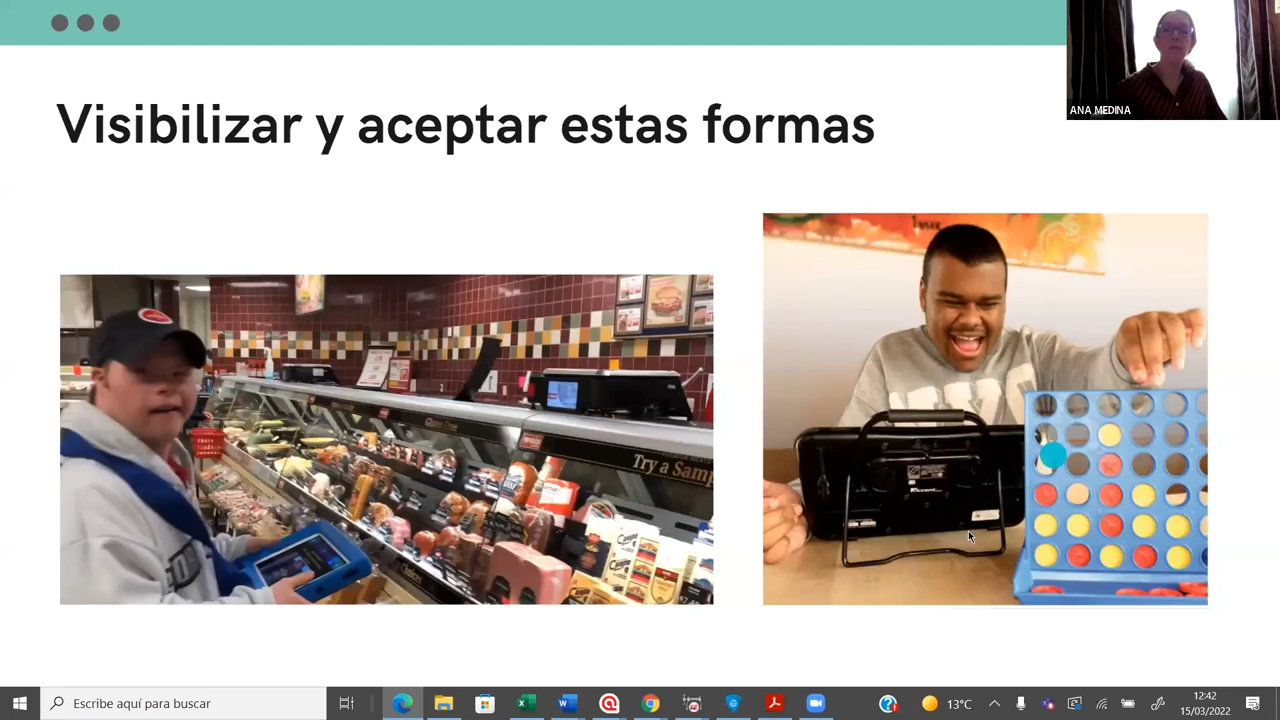 ANA MEDINA
Visibilizar y aceptar estas formas
Gluten Free
Try a Samp
Escribe aquí para buscar
13°C
12:42
15/03/2022